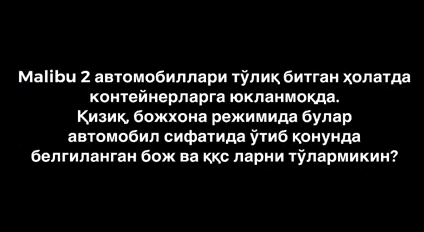 Malibu 2 автомобиллари тўлиқ битган ҳолатда
контейнерларга юкланмоқда.
Қизиқ, божхона режимида булар
автомобил сифатида ўтиб қонунда
белгиланган бож ва ққс ларни тўлармикин?